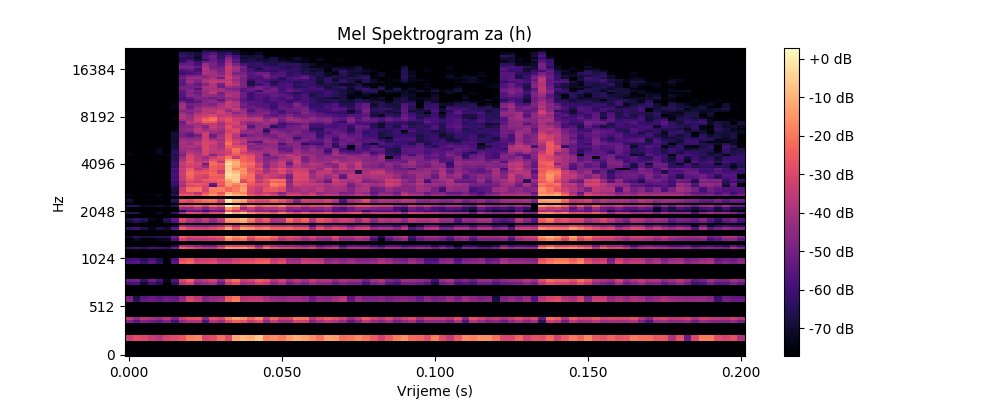 Mel Spektrogram za (h)
Hz
16384
8192
4096
2048
1024
512
0
0.000 0.050 0.100 0.150 0.200
Vrijeme (s)
+0 dB
-10 dB
-20 dB
-30 dB
-40 dB
-50 dB
-60 dB
-70 dB